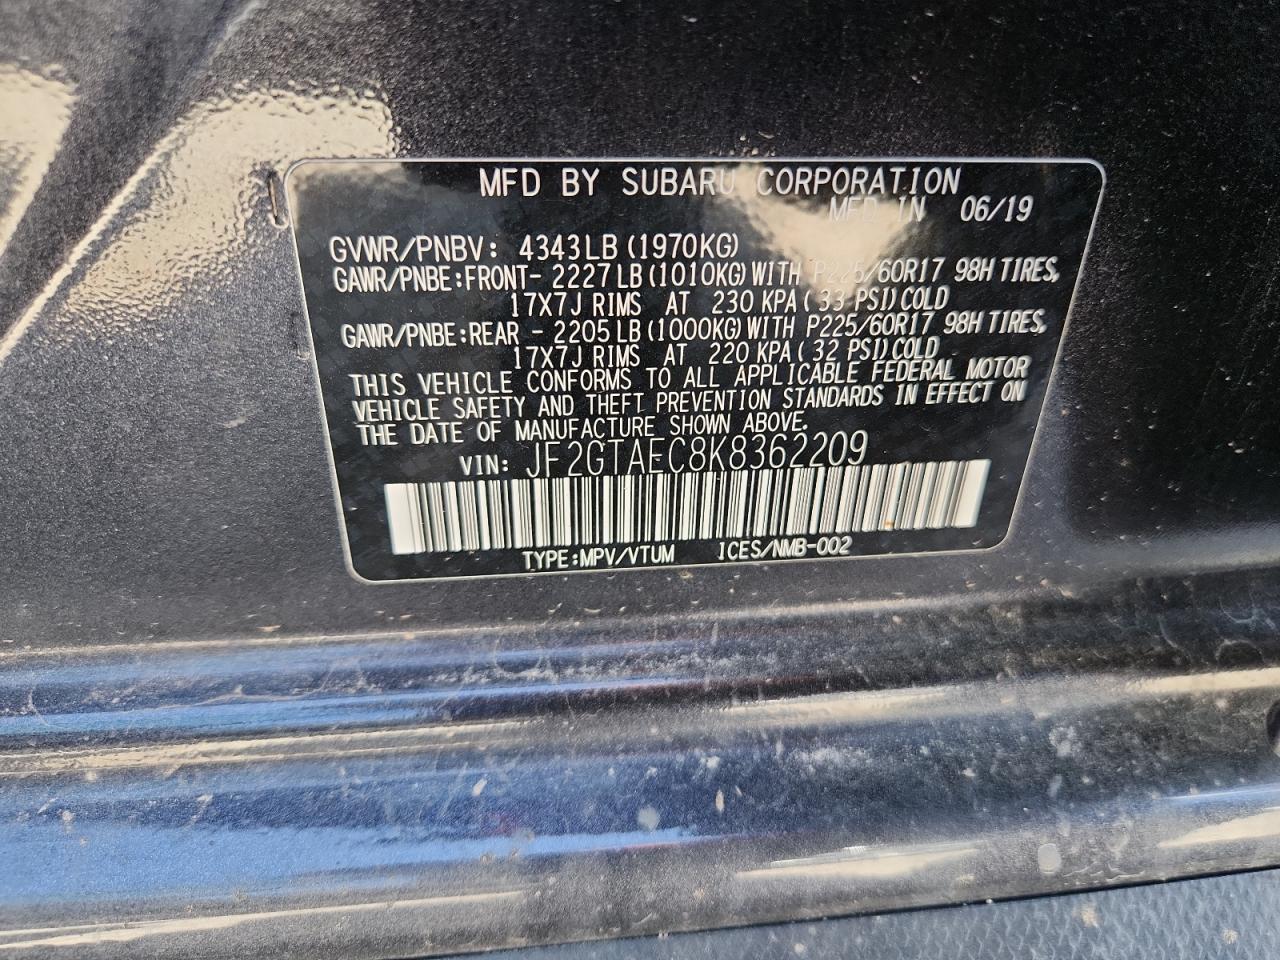 MFD BY SUBARU CORPORATION
MFD IN 06/19
GVWR/PNBV: 4343LB (1970KG)
GAWR/PNBE:FRONT- 2227LB (1010KG) WITH P225/60R17 98H TIRES,
17X7J RIMS AT 230 KPA ( 33 PSI) COLD
GAWR/PNBE:REAR - 2205LB (1000KG) WITH P225/60R17 98H TIRES,
17X7J RIMS AT 220 KPA ( 32 PSI) COLD
THIS VEHICLE CONFORMS TO ALL APPLICABLE FEDERAL MOTOR
VEHICLE SAFETY AND THEFT PREVENTION STANDARDS IN EFFECT ON
THE DATE OF MANUFACTURE SHOWN ABOVE.
VIN: JF2GTAEC8K8362209
TYPE:MPV/VTUM ICES/NMB-002